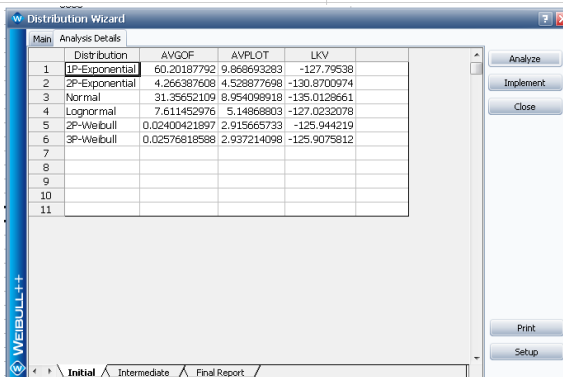 Distribution Wizard
Main Analysis Details
Distribution AVGOF AVPLOT LKV
1 1P-Exponential 60.20187792 9.868693283 -127.79538
2 2P-Exponential 4.266387608 4.528877698 -130.8700974
3 Normal 31.35652109 8.954098918 -135.0128661
4 Lognormal 7.611452976 5.14868803 -127.0232078
5 2P-Weibull 0.02400421897 2.915665733 -125.944219
6 3P-Weibull 0.02576818588 2.937214098 -125.9075812
7
8
9
10
11
Analyze
Implement
Close
Print
Setup
WEIBULL++
Initial Intermediate Final Report